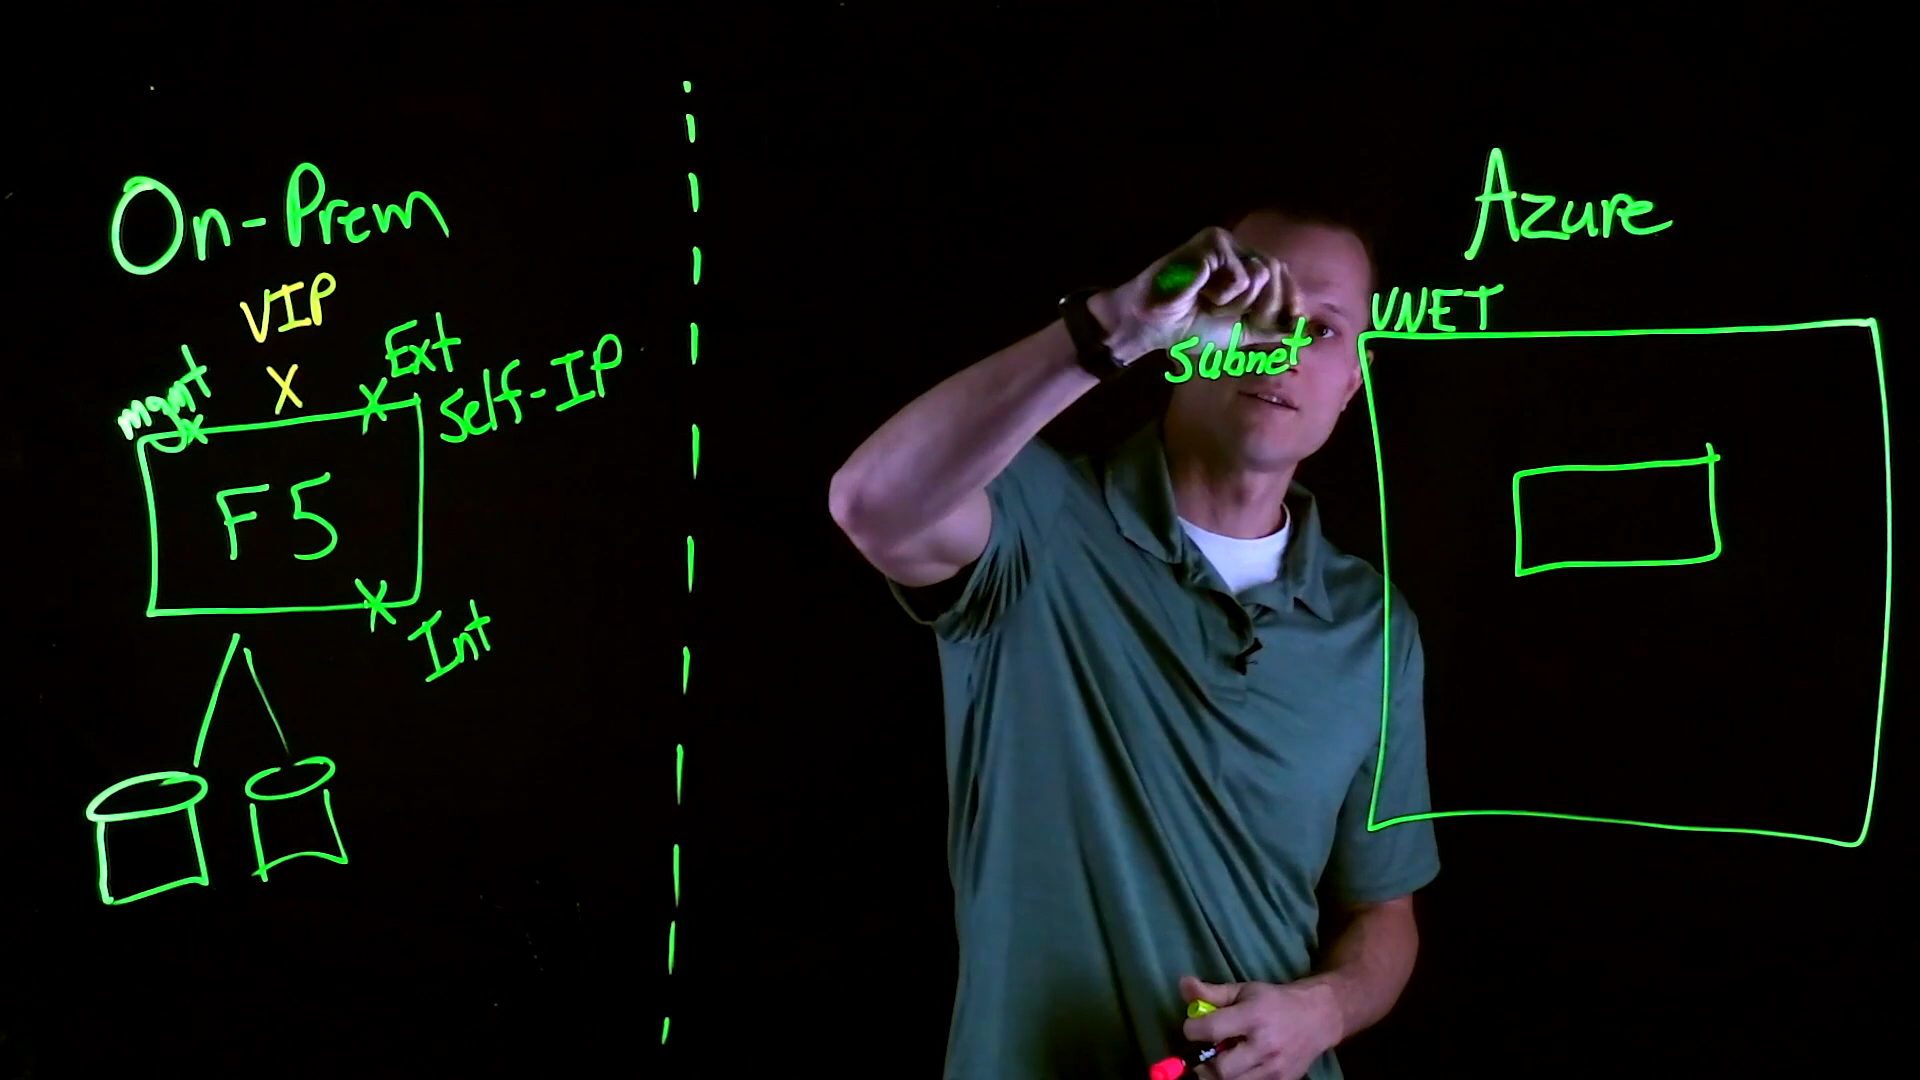 On-Prem
VIP
X
mgmt
x
Ext
X
Self-IP
F5
X
Int
subnet
Azure
VNET